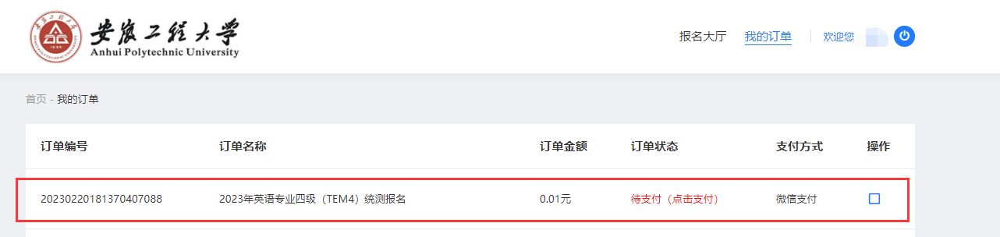 安徽工程大学
Anhui Polytechnic University
报名大厅 我的订单 欢迎您
首页 - 我的订单
订单编号 订单名称 订单金额 订单状态 支付方式 操作
20230220181370407088 2023年英语专业四级（TEM4）统测报名 0.01元 待支付（点击支付） 微信支付